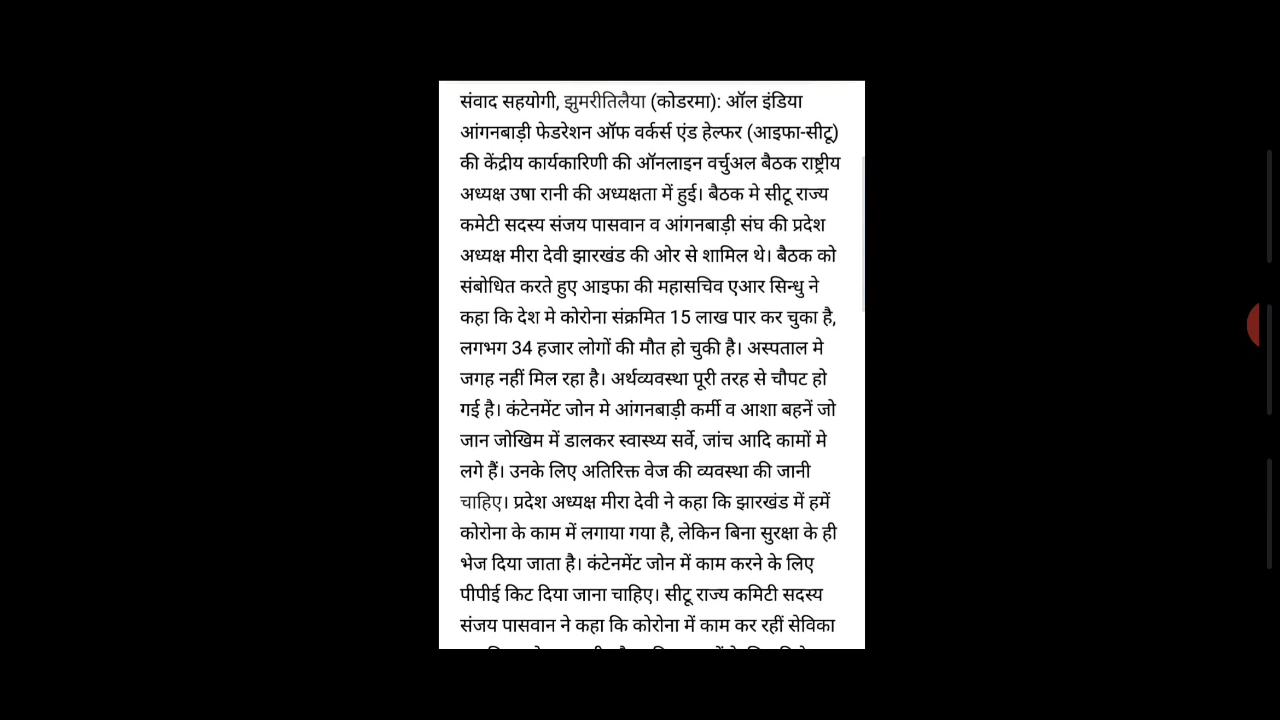 संवाद सहयोगी, झुमरीतिलैया (कोडरमा): ऑल इंडिया
आंगनबाड़ी फेडरेशन ऑफ वर्कर्स एंड हेल्फर (आइफा-सीटू)
की केंद्रीय कार्यकारिणी की ऑनलाइन वर्चुअल बैठक राष्ट्रीय
अध्यक्ष उषा रानी की अध्यक्षता में हुई। बैठक मे सीटू राज्य
कमेटी सदस्य संजय पासवान व आंगनबाड़ी संघ की प्रदेश
अध्यक्ष मीरा देवी झारखंड की ओर से शामिल थे। बैठक को
संबोधित करते हुए आइफा की महासचिव एआर सिन्धु ने
कहा कि देश मे कोरोना संक्रमित 15 लाख पार कर चुका है,
लगभग 34 हजार लोगों की मौत हो चुकी है। अस्पताल मे
जगह नहीं मिल रहा है। अर्थव्यवस्था पूरी तरह से चौपट हो
गई है। कंटेनमेंट जोन मे आंगनबाड़ी कर्मी व आशा बहनें जो
जान जोखिम में डालकर स्वास्थ्य सर्वे, जांच आदि कामों मे
लगे हैं। उनके लिए अतिरिक्त वेज की व्यवस्था की जानी
चाहिए। प्रदेश अध्यक्ष मीरा देवी ने कहा कि झारखंड में हमें
कोरोना के काम में लगाया गया है, लेकिन बिना सुरक्षा के ही
भेज दिया जाता है। कंटेनमेंट जोन में काम करने के लिए
पीपीई किट दिया जाना चाहिए। सीटू राज्य कमिटी सदस्य
संजय पासवान ने कहा कि कोरोना में काम कर रहीं सेविका